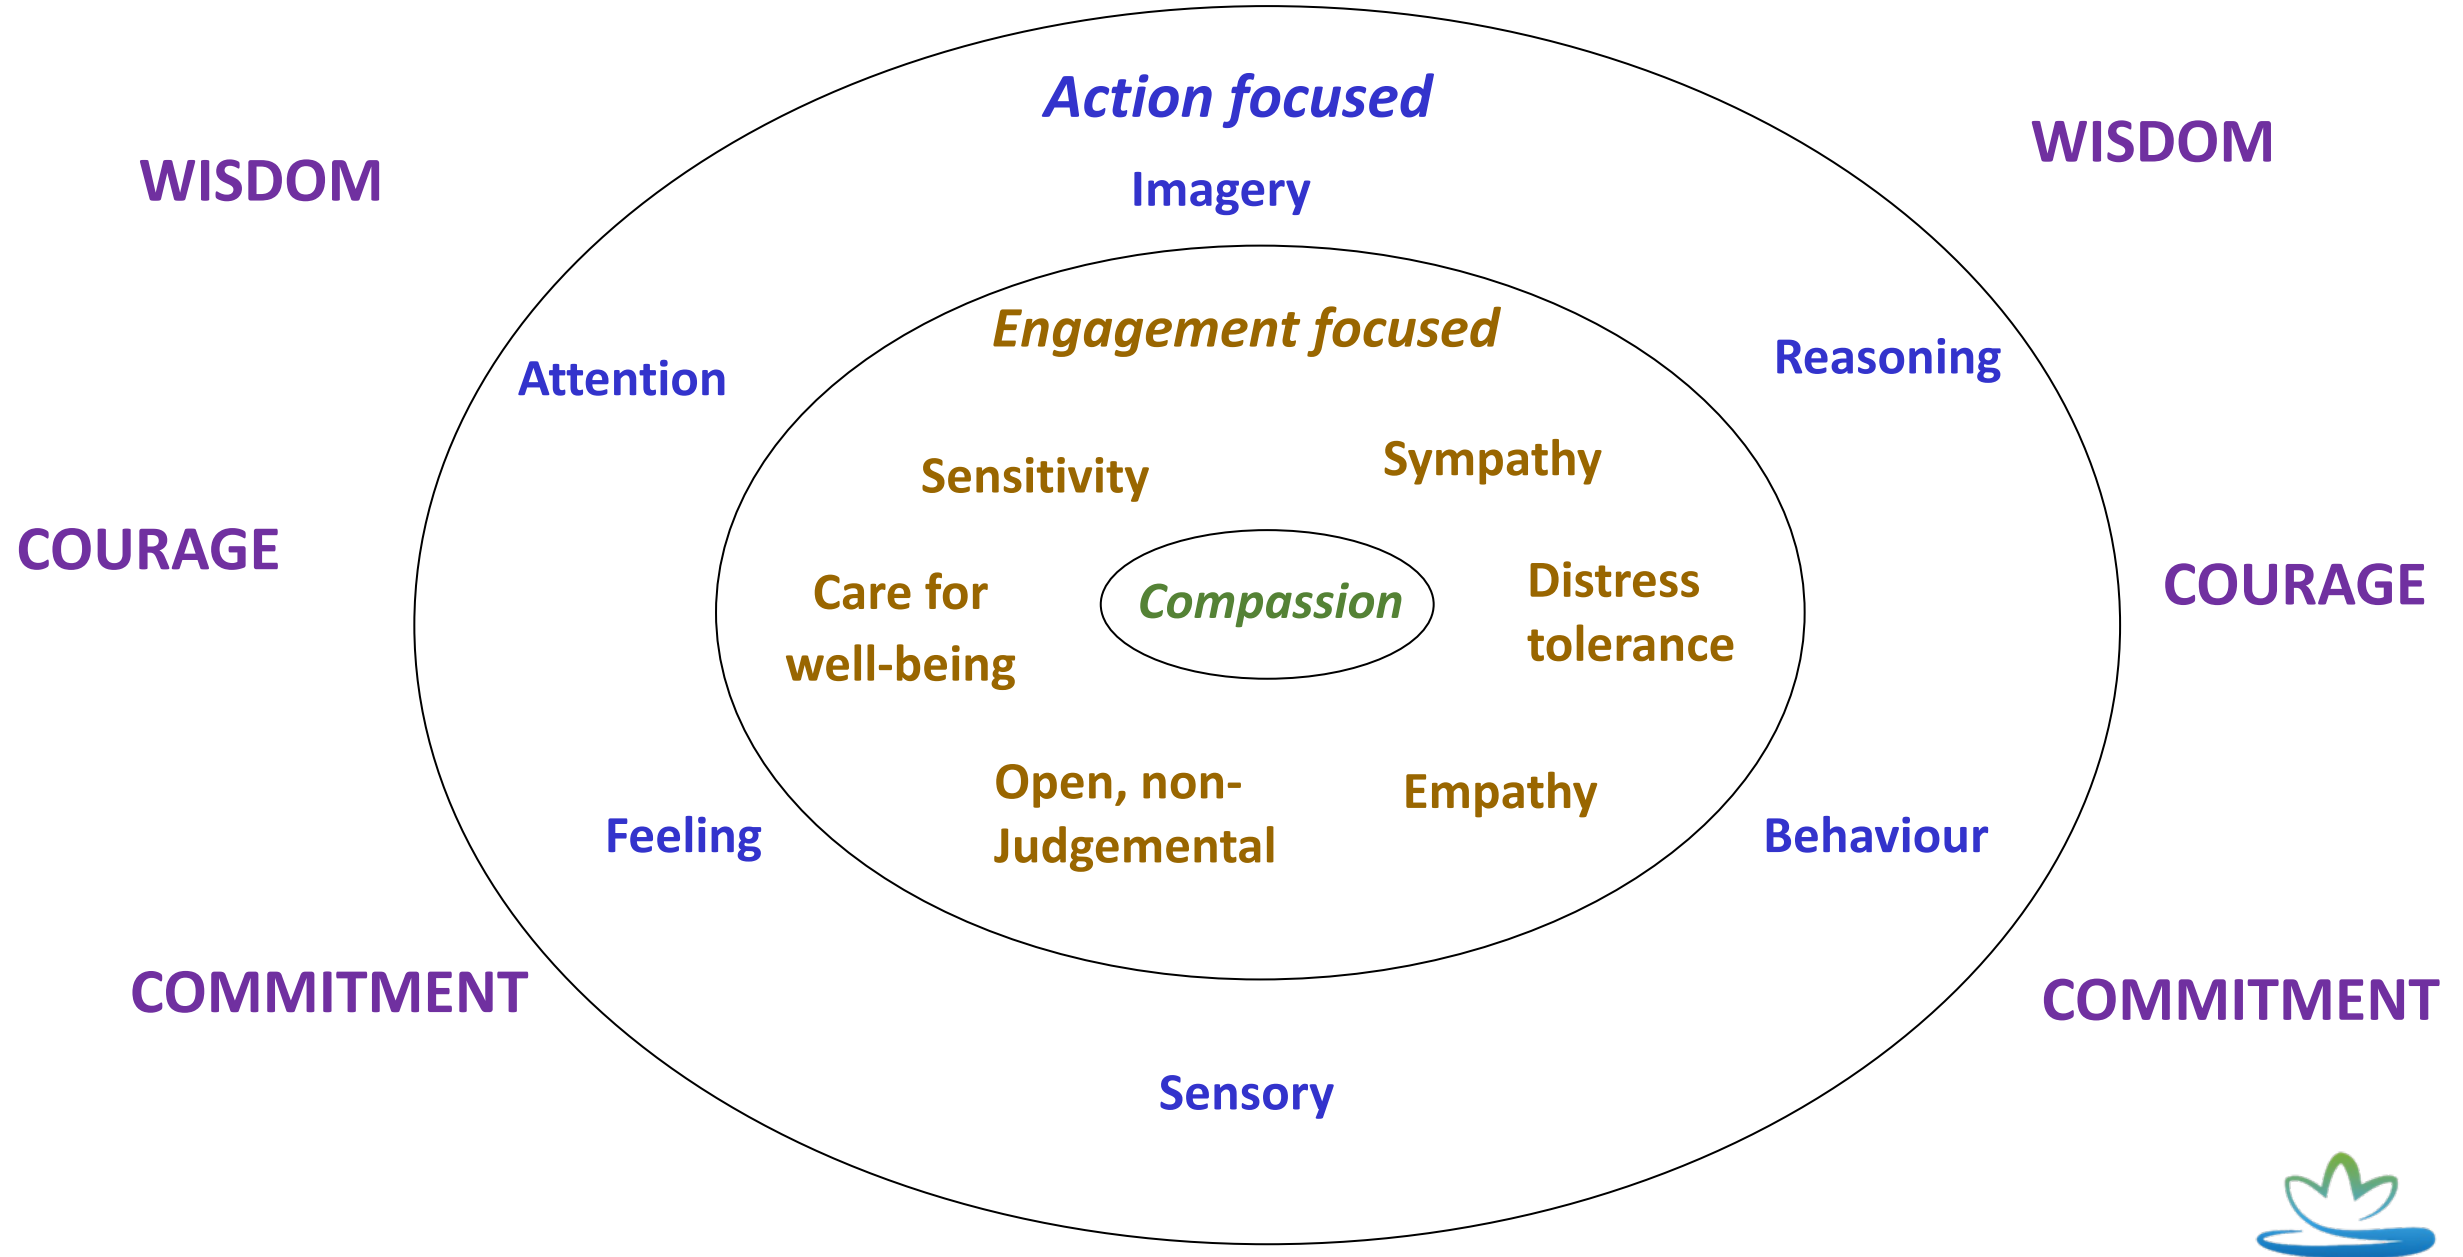 Action focused
WISDOM
WISDOM
Imagery
Engagement focused
Attention
Reasoning
Sensitivity
Sympathy
COURAGE
COURAGE
Care for
well-being
Compassion
Distress
tolerance
Open, non-
Judgemental
Empathy
Feeling
Behaviour
COMMITMENT
COMMITMENT
Sensory